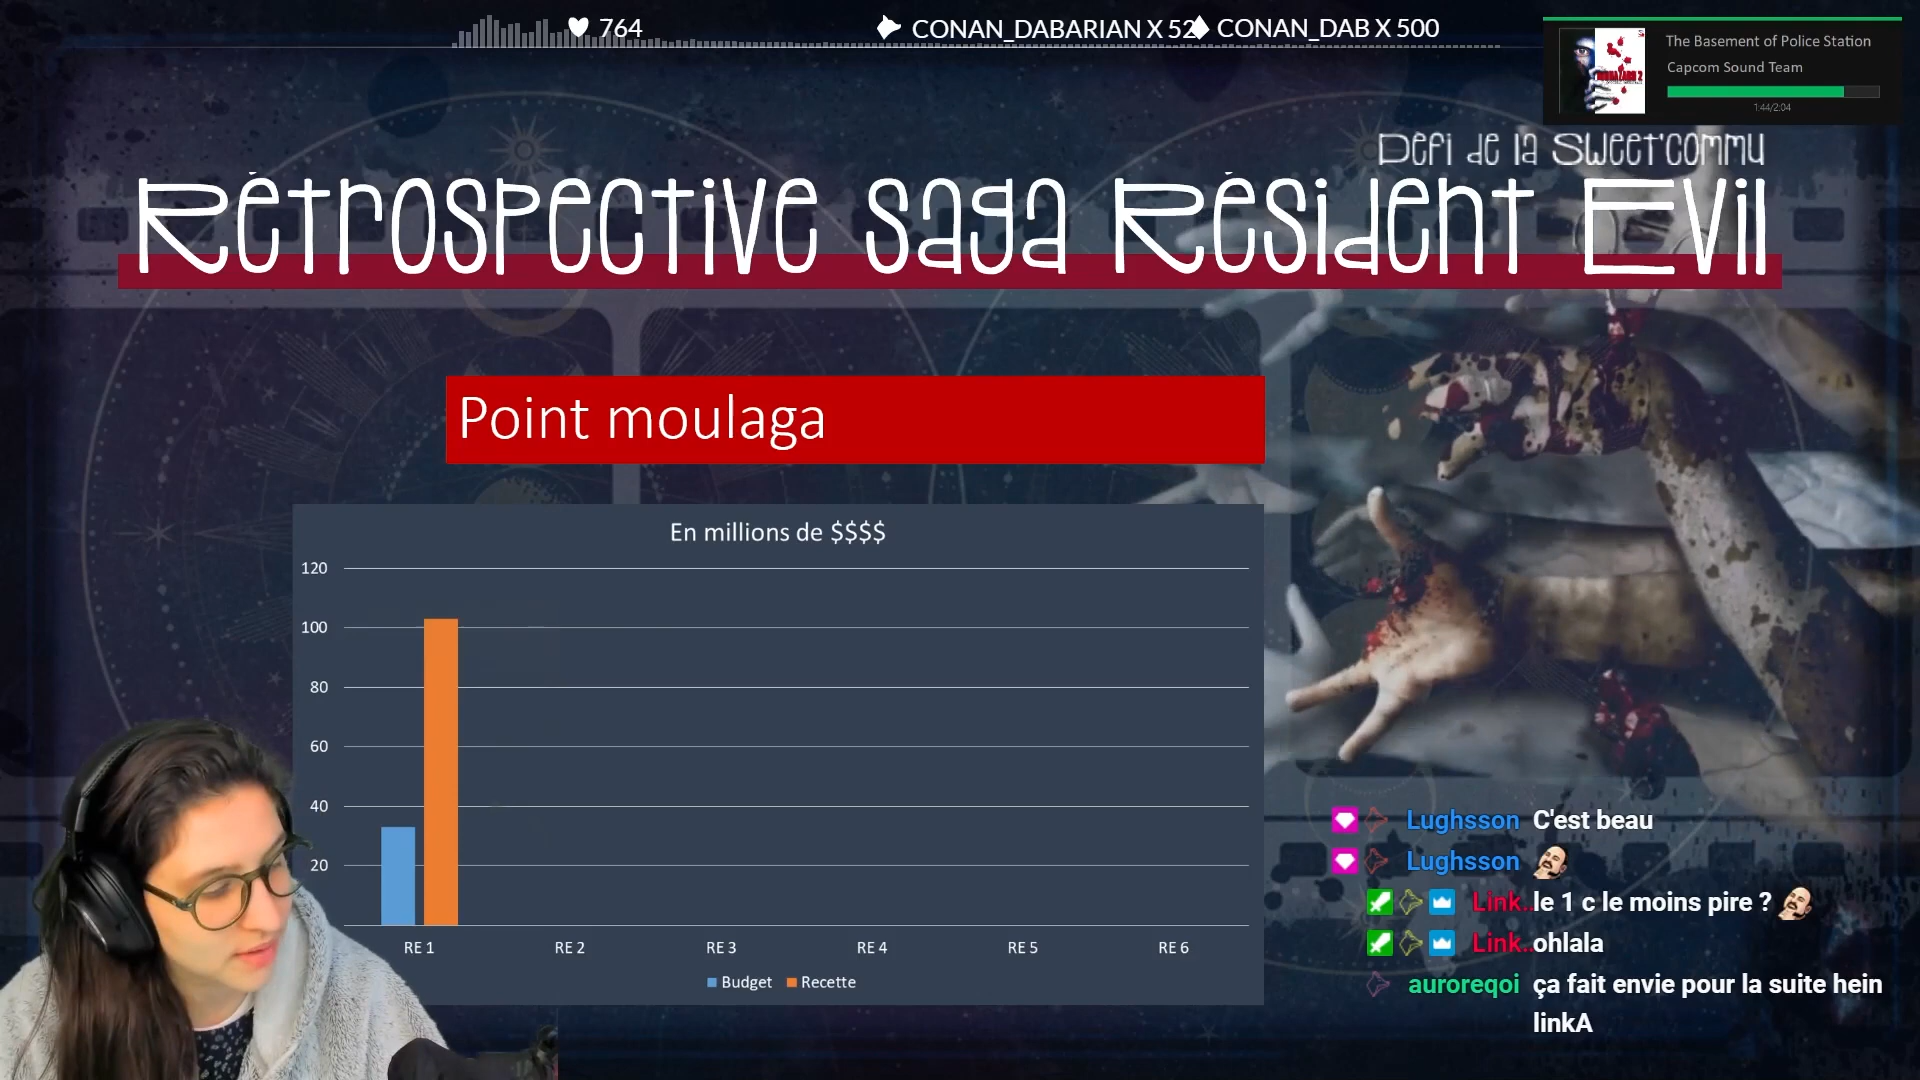 764
CONAN_DABARIAN X 52
CONAN_DAB X 500
The Basement of Police Station
Capcom Sound Team
1:44/2:04
Défi de la Sweet'commu
Rétrospective saga Résident Evil
Point moulaga
En millions de $$$$
120
100
80
60
40
20
RE 1 RE 2 RE 3 RE 4 RE 5 RE 6
Budget Recette
Lughsson C'est beau
Lughsson
Link.. le 1 c le moins pire ?
Link.. ohlala
auroreqoi ça fait envie pour la suite hein
linkA